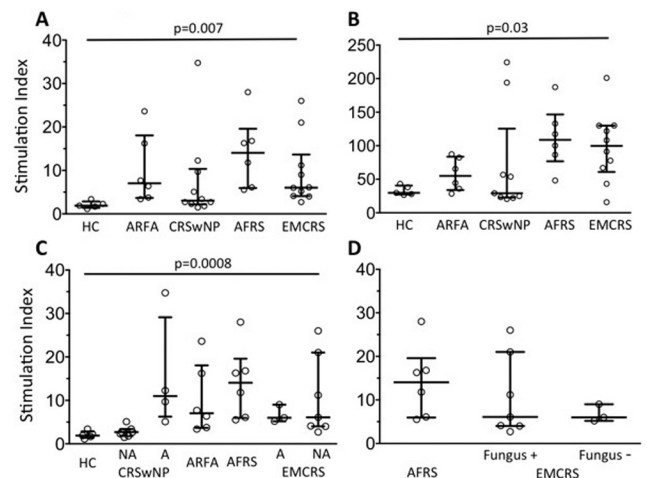 A
p=0.007
Stimulation Index
40
30
20
10
0
HC ARFA CRSwNP AFRS EMCRS
B
p=0.03
250
200
150
100
50
0
HC ARFA CRSwNP AFRS EMCRS
C
p=0.0008
Stimulation Index
40
30
20
10
0
HC NA A ARFA AFRS A NA
CRSwNP EMCRS
D
40
30
20
10
0
Fungus + Fungus -
AFRS EMCRS